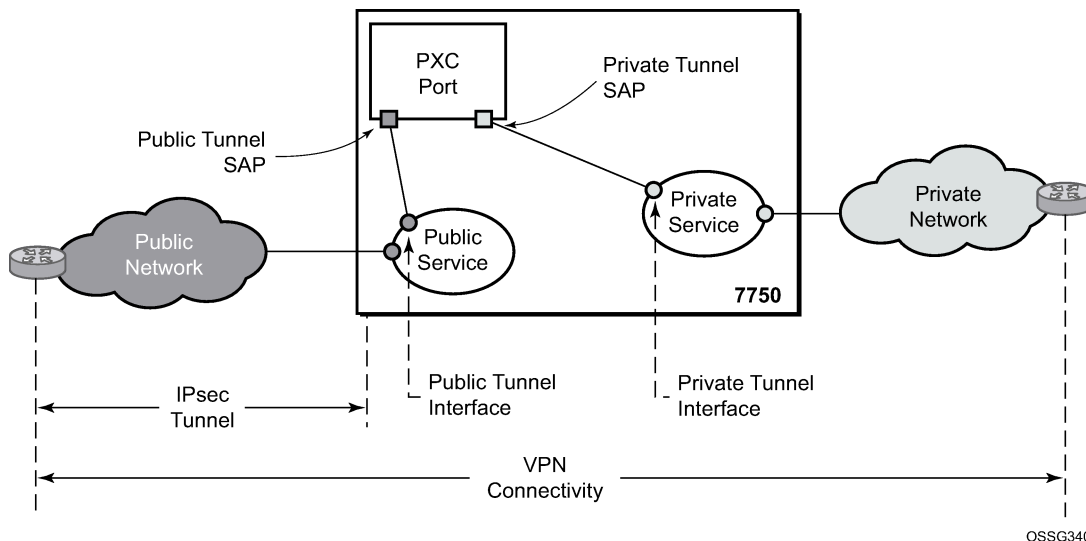 PXC
Port
Private Tunnel
SAP
Public Tunnel
SAP
Public
Network
Public
Service
Private
Service
Private
Network
7750
Public Tunnel
Interface
Private Tunnel
Interface
IPsec
Tunnel
VPN
Connectivity
OSSG340